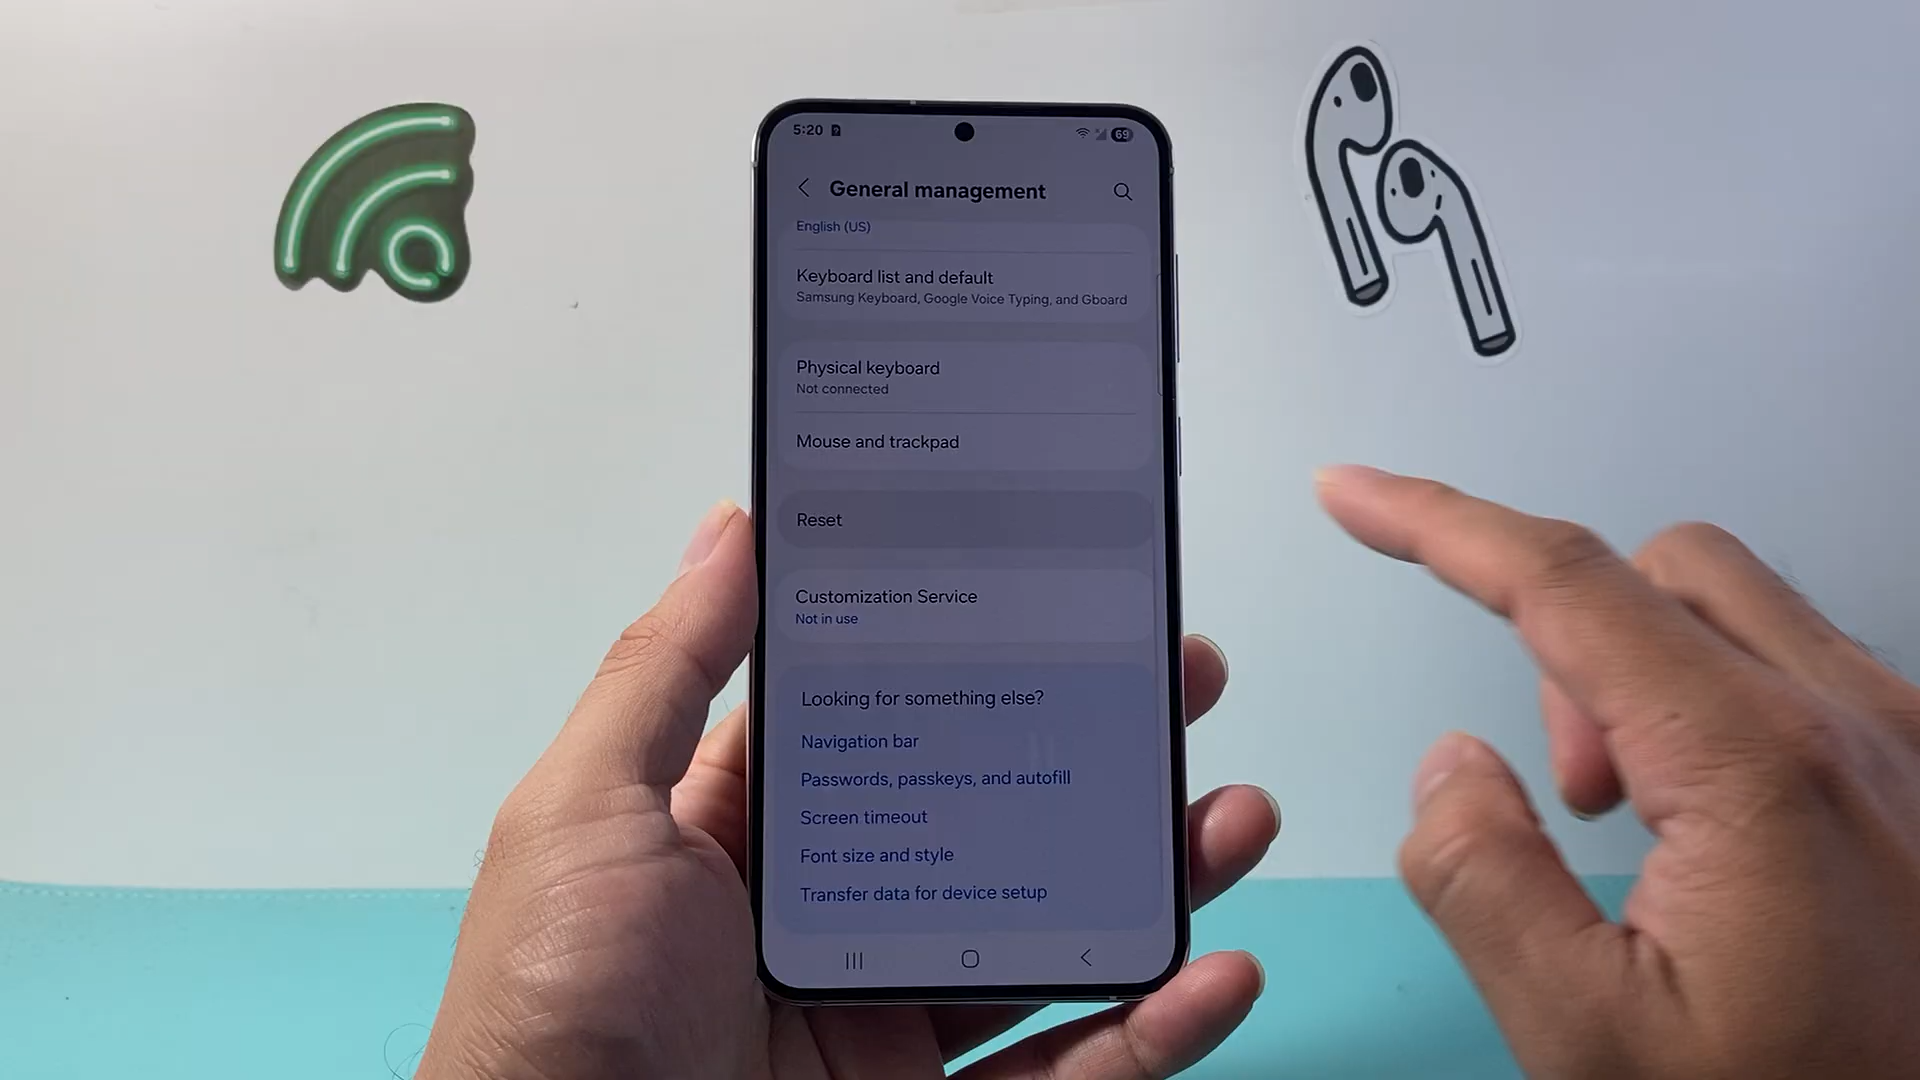 5:20
69
General management
English (US)
Keyboard list and default
Samsung Keyboard, Google Voice Typing, and Gboard
Physical keyboard
Not connected
Mouse and trackpad
Reset
Customization Service
Not in use
Looking for something else?
Navigation bar
Passwords, passkeys, and autofill
Screen timeout
Font size and style
Transfer data for device setup